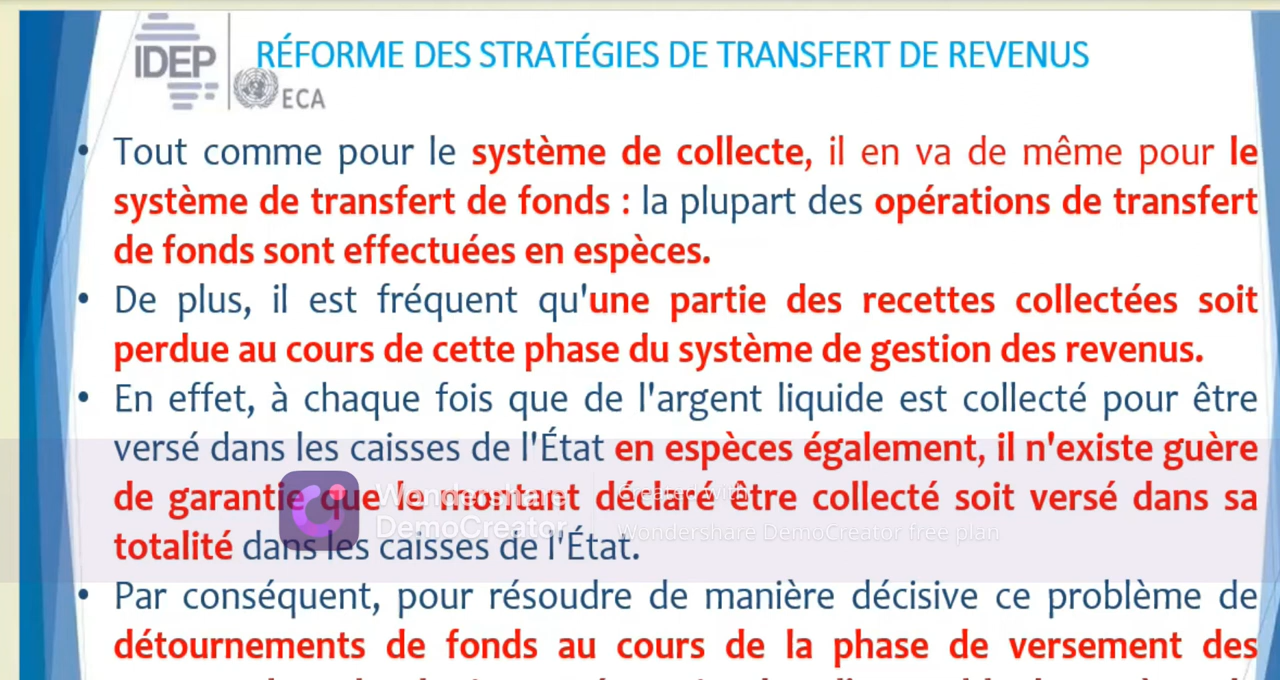 IDEP
ECA
RÉFORME DES STRATÉGIES DE TRANSFERT DE REVENUS
• Tout comme pour le système de collecte, il en va de même pour le
système de transfert de fonds : la plupart des opérations de transfert
de fonds sont effectuées en espèces.
• De plus, il est fréquent qu'une partie des recettes collectées soit
perdue au cours de cette phase du système de gestion des revenus.
• En effet, à chaque fois que de l'argent liquide est collecté pour être
versé dans les caisses de l'État en espèces également, il n'existe guère
de garantie que le montant déclaré être collecté soit versé dans sa
totalité dans les caisses de l'État.
Wondershare
DemoCreator
Created with
Wondershare DemoCreator free plan
• Par conséquent, pour résoudre de manière décisive ce problème de
détournements de fonds au cours de la phase de versement des